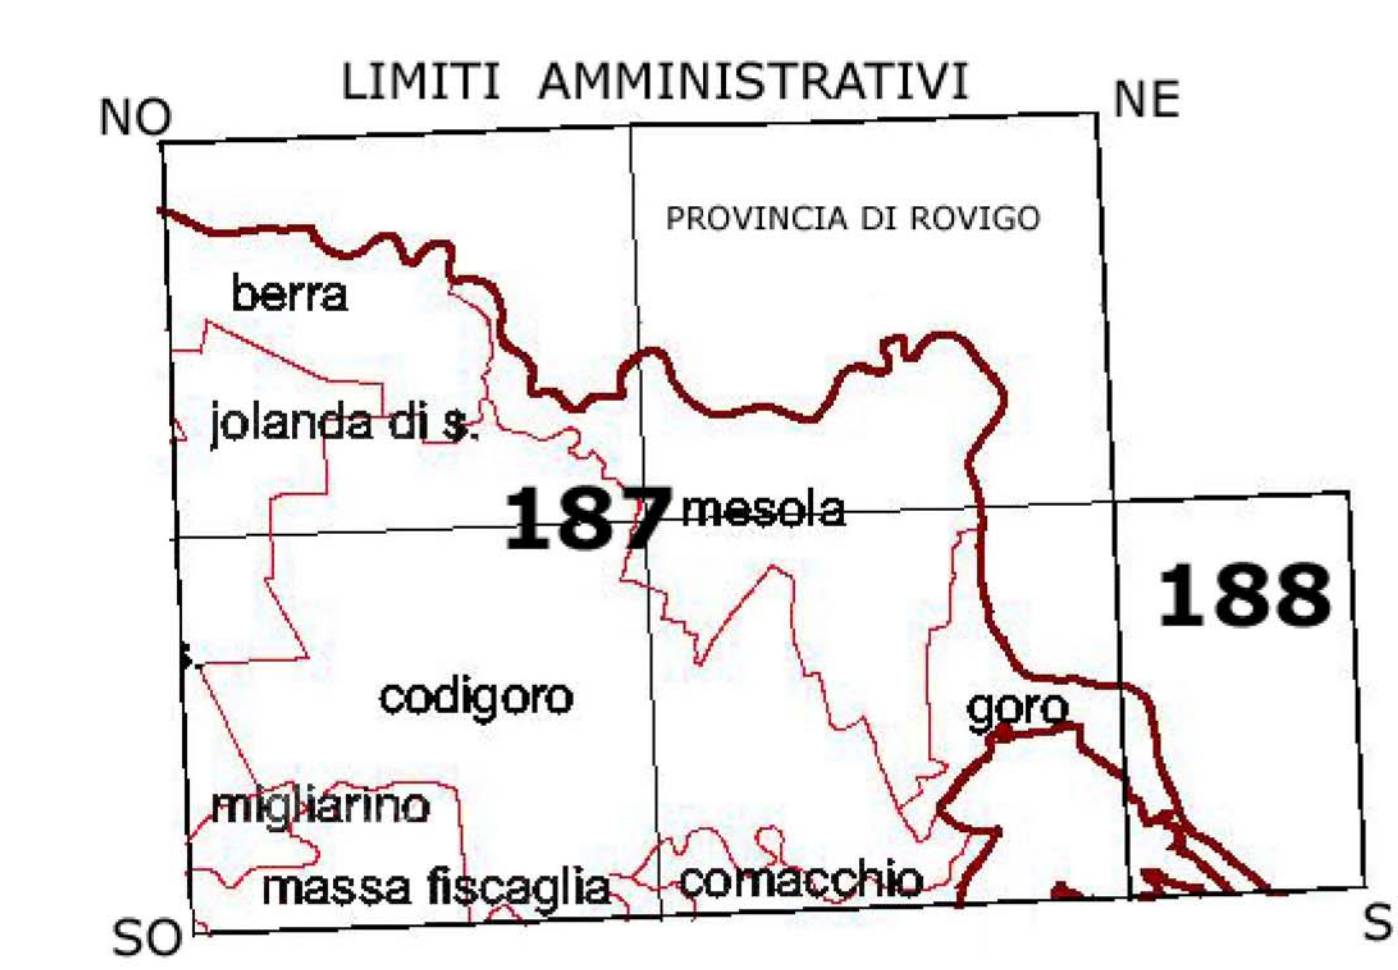 LIMITI AMMINISTRATIVI
NO
NE
PROVINCIA DI ROVIGO
berra
jolanda di s.
187
mesola
188
codigoro
goro
migliarino
massa fiscaglia
comacchio
SO
S